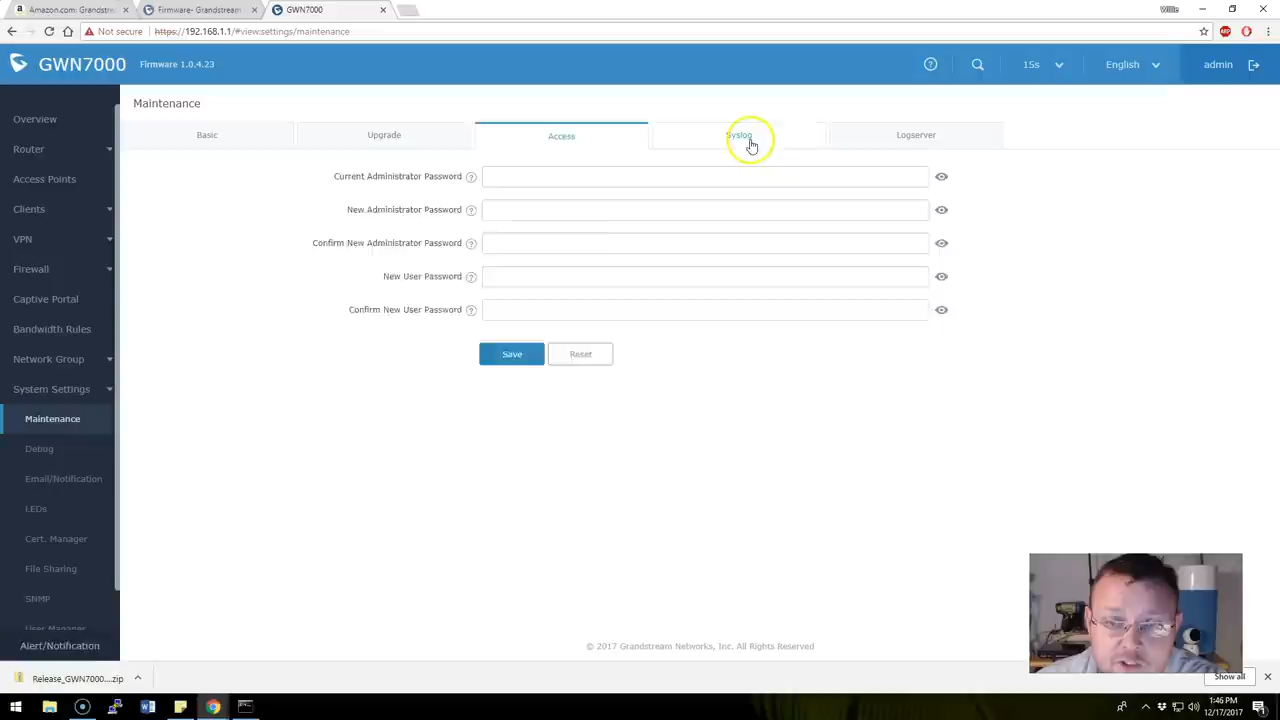 Amazon.com: Grandst
Firmware- Grandstream
GWN7000
Willie
Not secure
https://192.168.1.1/#view:settings/maintenance
GWN7000
Firmware 1.0.4.23
15s
English
admin
Overview
Router
Access Points
Clients
VPN
Firewall
Captive Portal
Bandwidth Rules
Network Group
System Settings
Maintenance
Debug
Email/Notification
LEDs
Cert. Manager
File Sharing
SNMP
User Manager
Alert/Notification
Maintenance
Basic
Upgrade
Access
Syslog
Logserver
Current Administrator Password
New Administrator Password
Confirm New Administrator Password
New User Password
Confirm New User Password
Save
Reset
© 2017 Grandstream Networks, Inc. All Rights Reserved
Release_GWN7000....zip
Show all
1:46 PM
12/17/2017